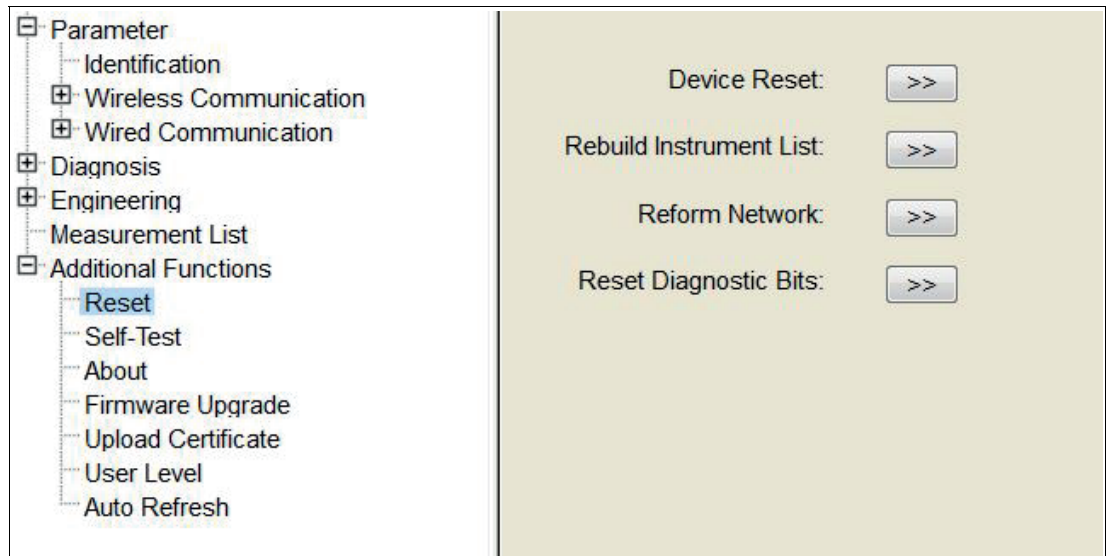 Parameter
Identification
Wireless Communication
Wired Communication
Diagnosis
Engineering
Measurement List
Additional Functions
Reset
Self-Test
About
Firmware Upgrade
Upload Certificate
User Level
Auto Refresh
Device Reset: >>
Rebuild Instrument List: >>
Reform Network: >>
Reset Diagnostic Bits: >>